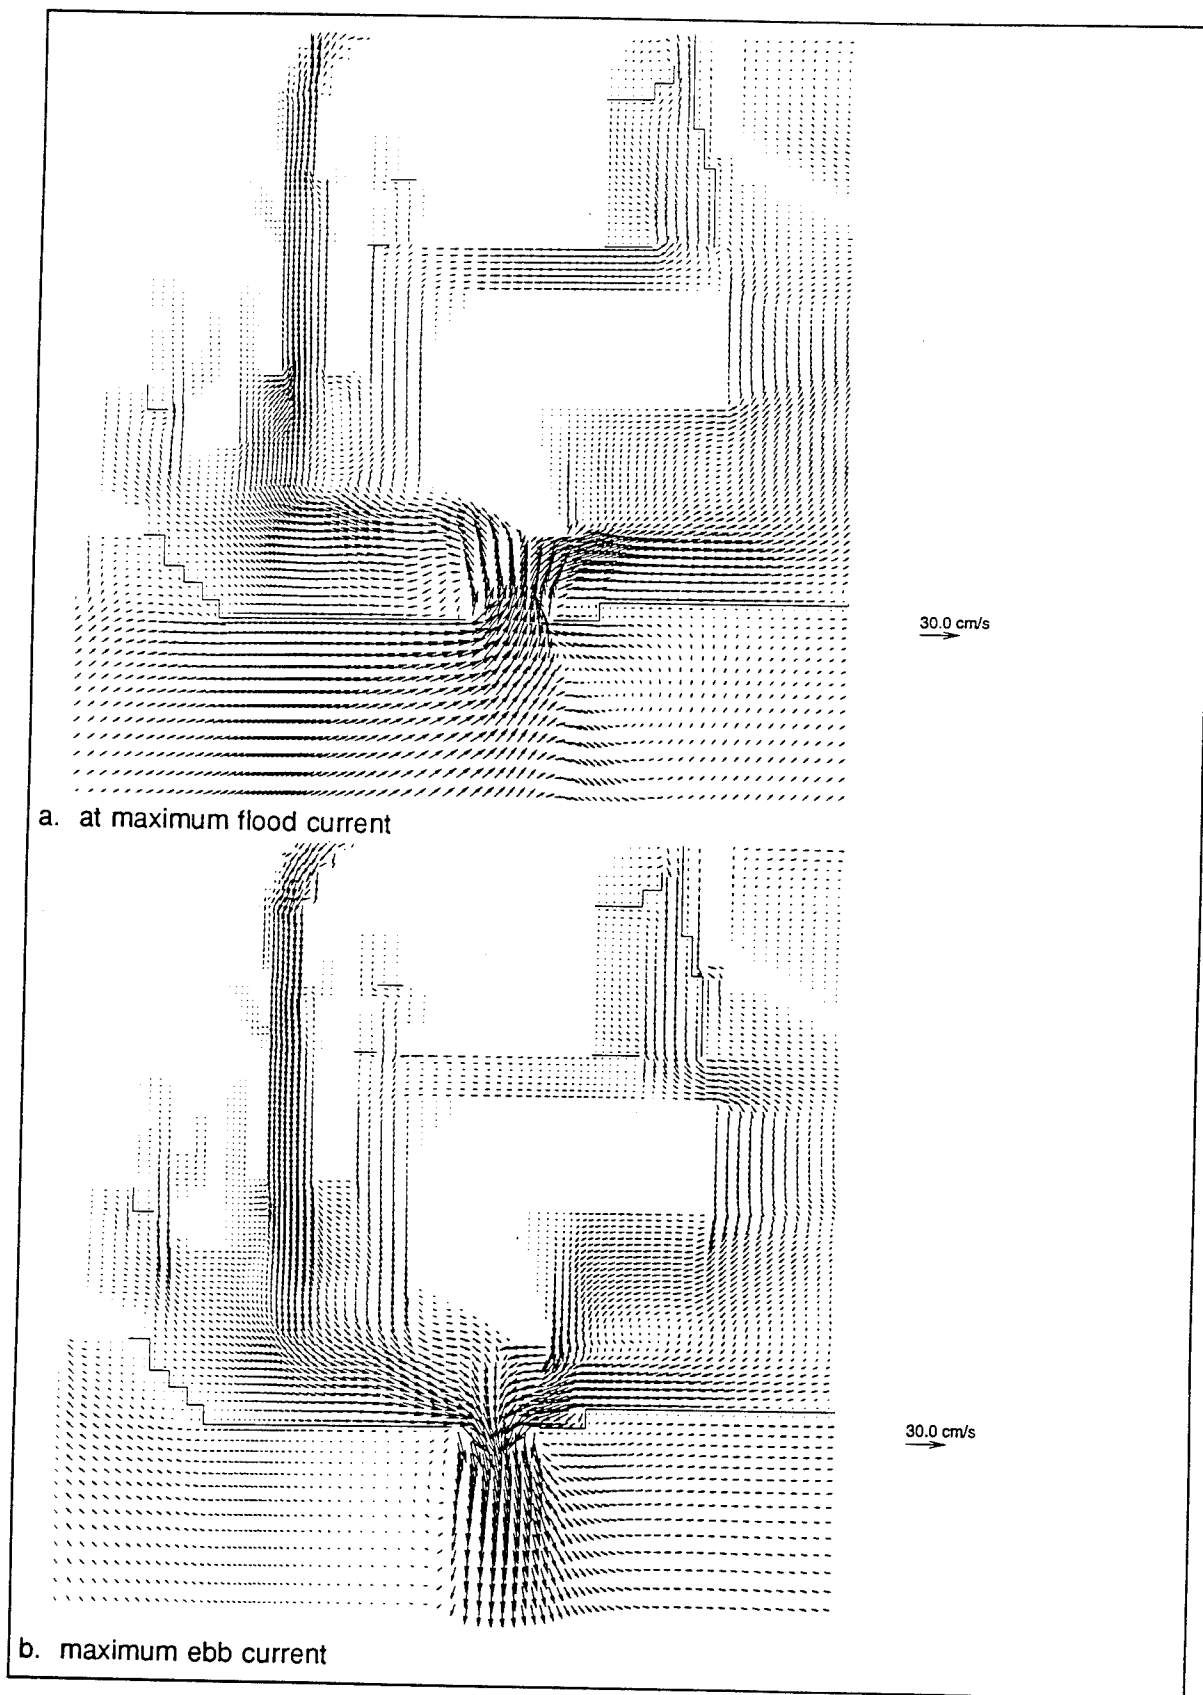 30.0 cm/s
a. at maximum flood current
30.0 cm/s
b. maximum ebb current